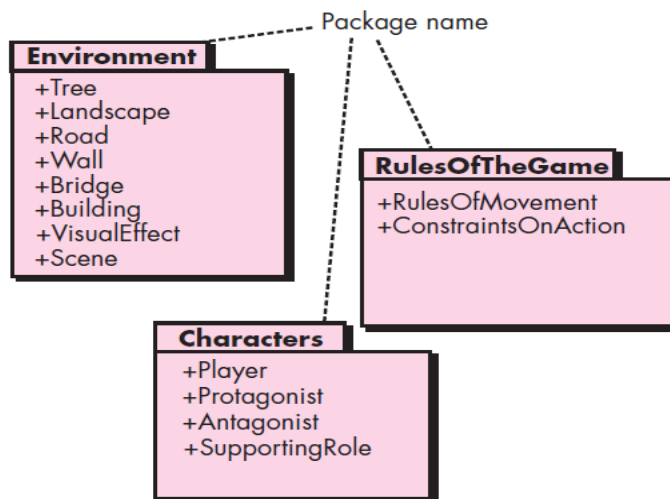 Package name
Environment
+Tree
+Landscape
+Road
+Wall
+Bridge
+Building
+VisualEffect
+Scene
RulesOfTheGame
+RulesOfMovement
+ConstraintsOnAction
Characters
+Player
+Protagonist
+Antagonist
+SupportingRole